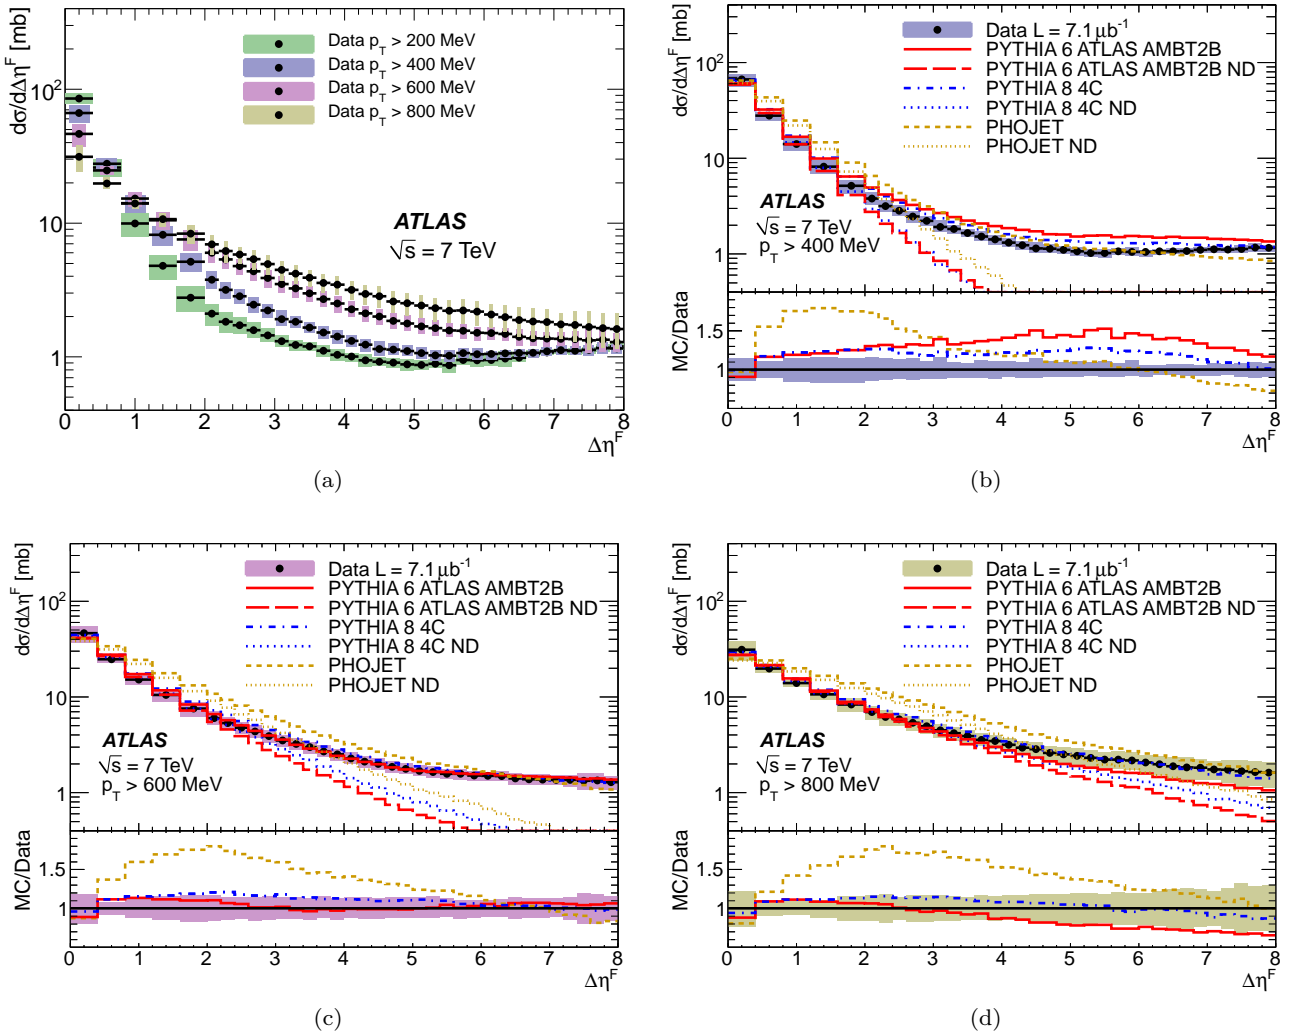 dσ/dΔη^F [mb]
Data p_T > 200 MeV
Data p_T > 400 MeV
Data p_T > 600 MeV
Data p_T > 800 MeV
10²
10
1
ATLAS
√s = 7 TeV
0 1 2 3 4 5 6 7 8
Δη^F
(a)
dσ/dΔη^F [mb]
Data L = 7.1 μb⁻¹
PYTHIA 6 ATLAS AMBT2B
PYTHIA 6 ATLAS AMBT2B ND
PYTHIA 8 4C
PYTHIA 8 4C ND
PHOJET
PHOJET ND
10²
10
1
ATLAS
√s = 7 TeV
p_T > 400 MeV
MC/Data
1.5
1
0 1 2 3 4 5 6 7 8
Δη^F
(b)
dσ/dΔη^F [mb]
Data L = 7.1 μb⁻¹
PYTHIA 6 ATLAS AMBT2B
PYTHIA 6 ATLAS AMBT2B ND
PYTHIA 8 4C
PYTHIA 8 4C ND
PHOJET
PHOJET ND
10²
10
1
ATLAS
√s = 7 TeV
p_T > 600 MeV
MC/Data
1.5
1
0 1 2 3 4 5 6 7 8
Δη^F
(c)
dσ/dΔη^F [mb]
Data L = 7.1 μb⁻¹
PYTHIA 6 ATLAS AMBT2B
PYTHIA 6 ATLAS AMBT2B ND
PYTHIA 8 4C
PYTHIA 8 4C ND
PHOJET
PHOJET ND
10²
10
1
ATLAS
√s = 7 TeV
p_T > 800 MeV
MC/Data
1.5
1
0 1 2 3 4 5 6 7 8
Δη^F
(d)